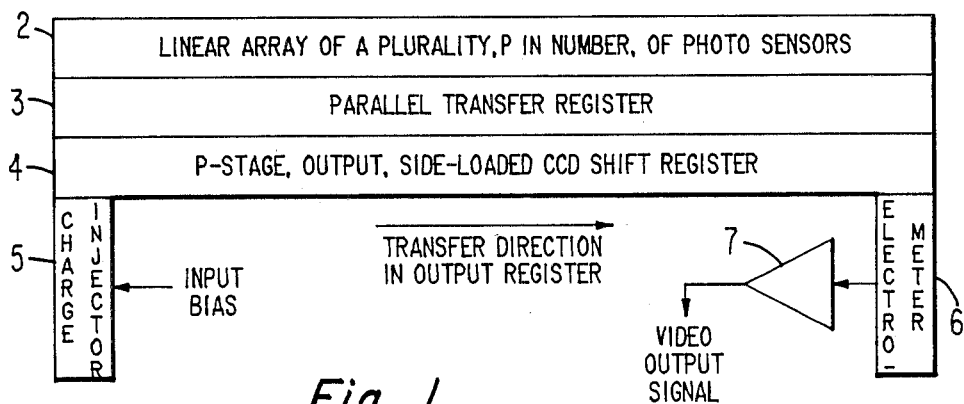 2
LINEAR ARRAY OF A PLURALITY, P IN NUMBER, OF PHOTO SENSORS
3
PARALLEL TRANSFER REGISTER
4
P-STAGE, OUTPUT, SIDE-LOADED CCD SHIFT REGISTER
5
CHARGE
INJECTOR
INPUT
BIAS
TRANSFER DIRECTION
IN OUTPUT REGISTER
7
VIDEO
OUTPUT
SIGNAL
ELECTRO-
METER
6
Fig. 1